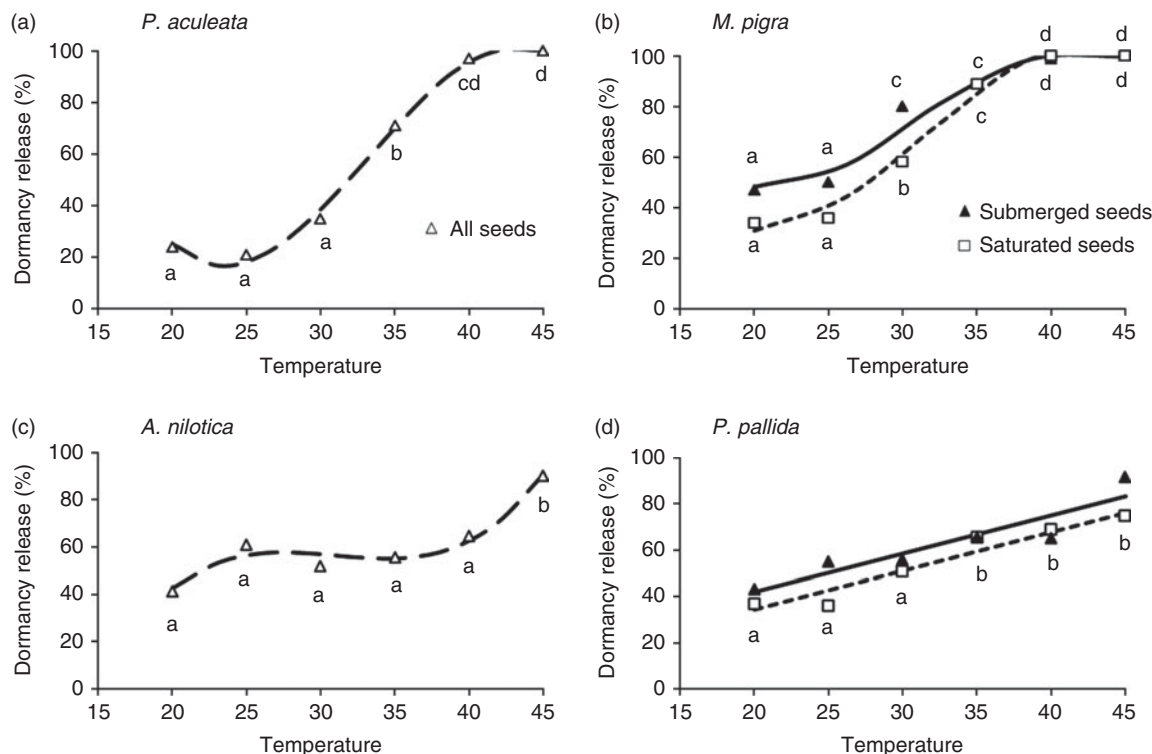 (a) P. aculeata
100
80
60
40
20
0
Dormancy release (%)
a
a
a
b
cd
d
All seeds
15 20 25 30 35 40 45
Temperature
(b) M. pigra
100
80
60
40
20
0
Dormancy release (%)
a
a
c
c
d
d
a
a
b
c
d
d
Submerged seeds
Saturated seeds
15 20 25 30 35 40 45
Temperature
(c) A. nilotica
100
80
60
40
20
0
Dormancy release (%)
a
a
a
a
a
b
15 20 25 30 35 40 45
Temperature
(d) P. pallida
100
80
60
40
20
0
Dormancy release (%)
a
a
a
b
b
b
15 20 25 30 35 40 45
Temperature